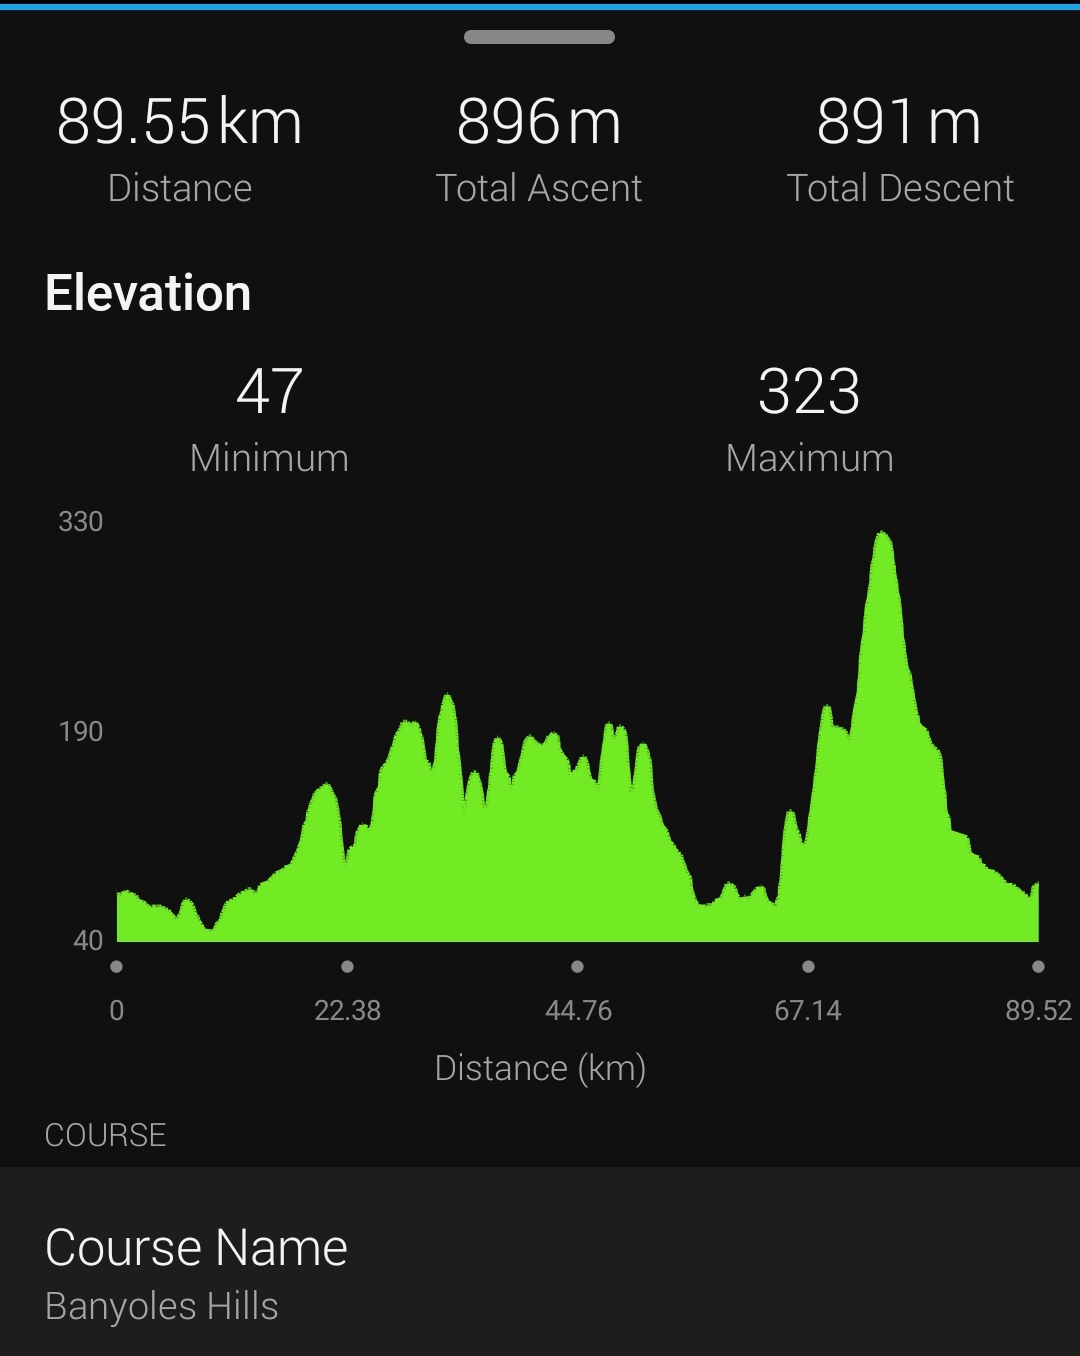 89.55 km 896 m 891 m
Distance Total Ascent Total Descent
Elevation
47 323
Minimum Maximum
330
190
40
0 22.38 44.76 67.14 89.52
Distance (km)
COURSE
Course Name
Banyoles Hills